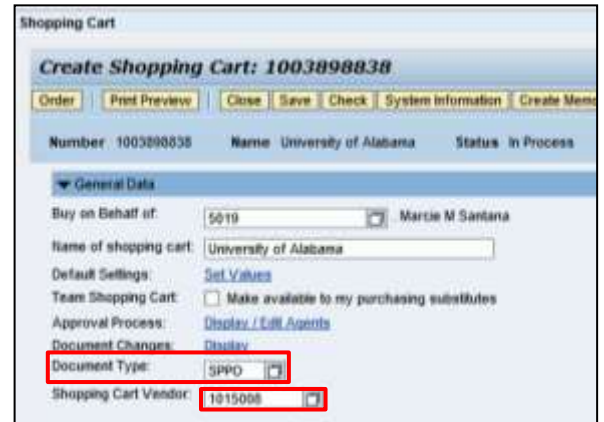 Shopping Cart
Create Shopping Cart: 1003898838
Order Print Preview Close Save Check System Information Create Memo
Number 1003898838 Name University of Alabama Status In Process
General Data
Buy on Behalf of: 5019 Marcie M Santana
Name of shopping cart: University of Alabama
Default Settings: Set Values
Team Shopping Cart: Make available to my purchasing substitutes
Approval Process: Display / Edit Agents
Document Changes: Display
Document Type: SPPO
Shopping Cart Vendor: 1015008